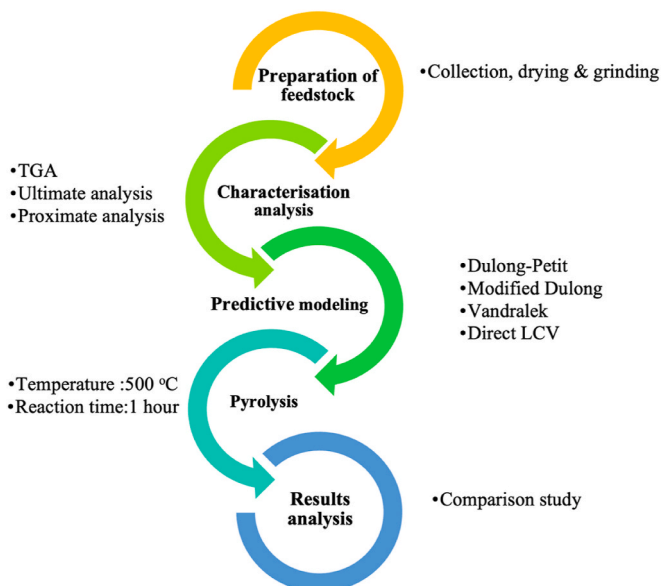 Preparation of
feedstock
•Collection, drying & grinding
•TGA
•Ultimate analysis
•Proximate analysis
Characterisation
analysis
Predictive modeling
•Dulong-Petit
•Modified Dulong
•Vandralek
•Direct LCV
•Temperature :500 ºC
•Reaction time:1 hour
Pyrolysis
Results
analysis
•Comparison study